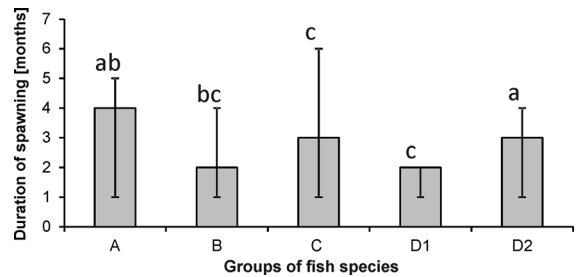 Duration of spawning [months]
7
6
5
4
3
2
1
0
ab
bc
c
c
a
A B C D1 D2
Groups of fish species